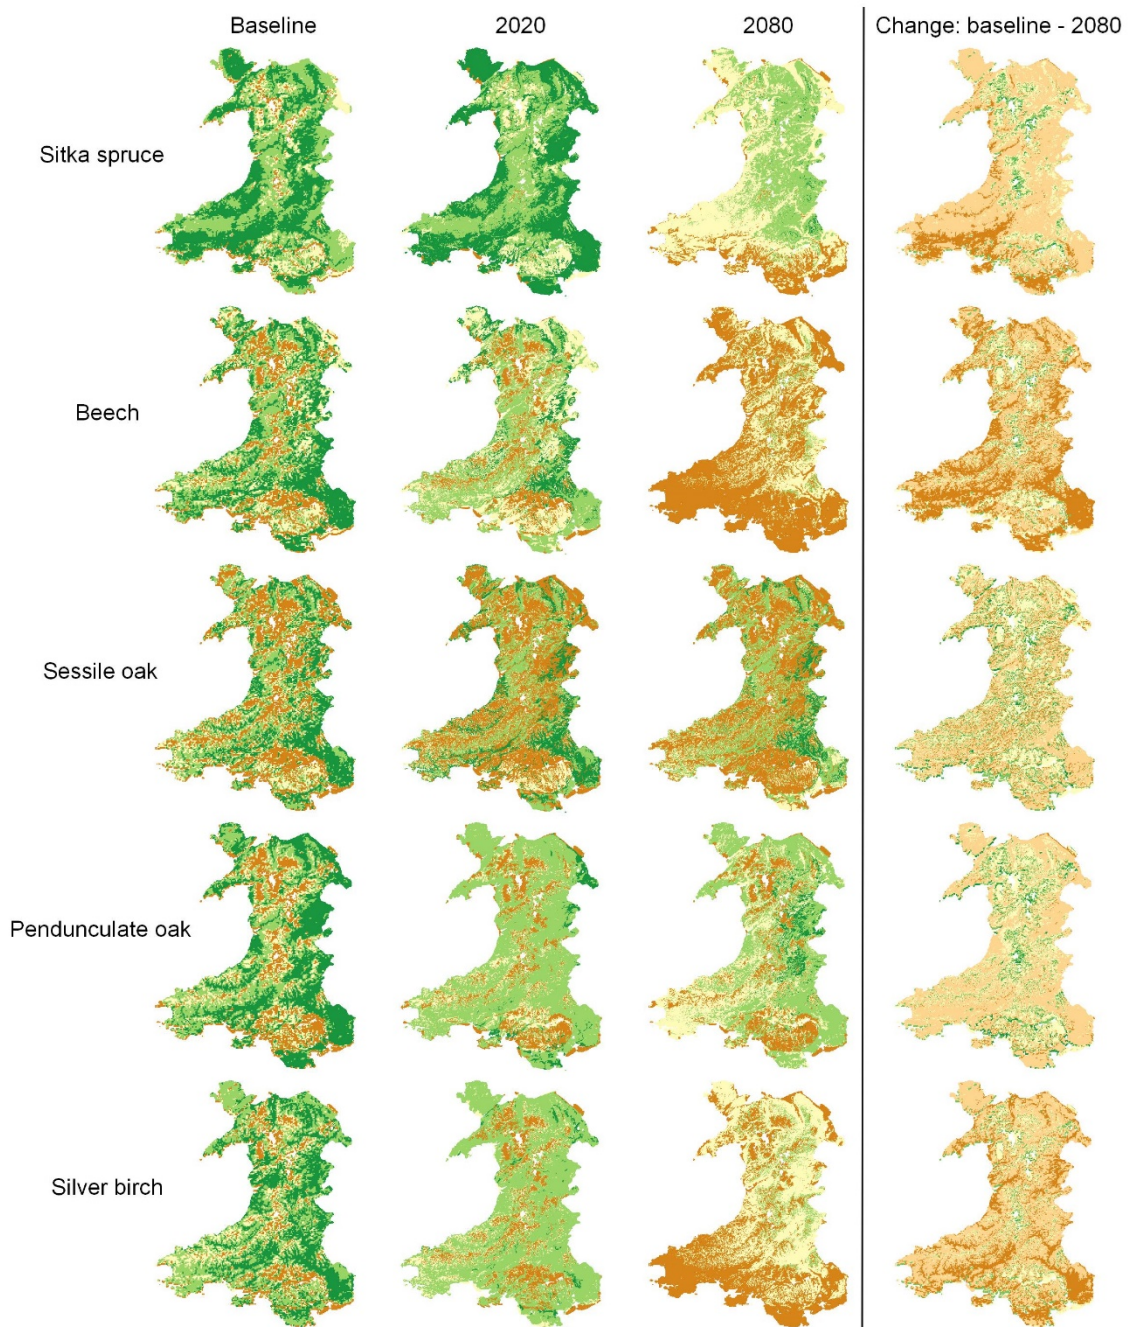 Baseline 2020 2080 Change: baseline - 2080
Sitka spruce
Beech
Sessile oak
Pendunculate oak
Silver birch